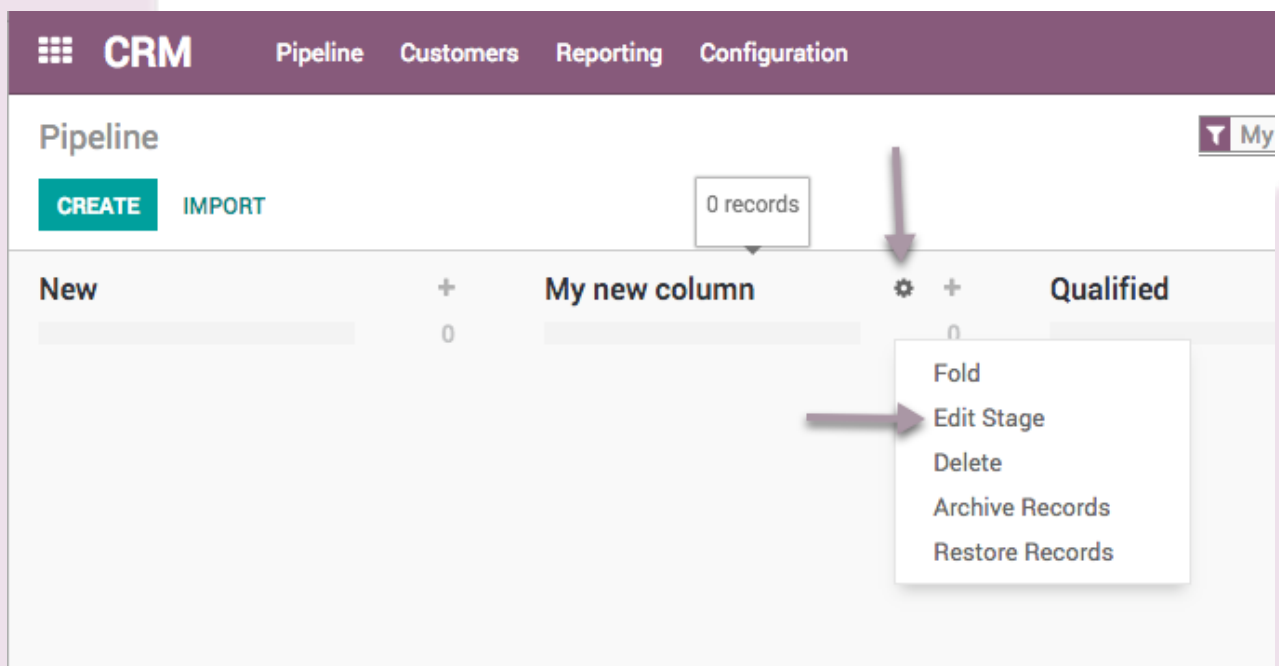 CRM Pipeline Customers Reporting Configuration
Pipeline
My
CREATE IMPORT
0 records
New + My new column + Qualified
0 0
Fold
Edit Stage
Delete
Archive Records
Restore Records